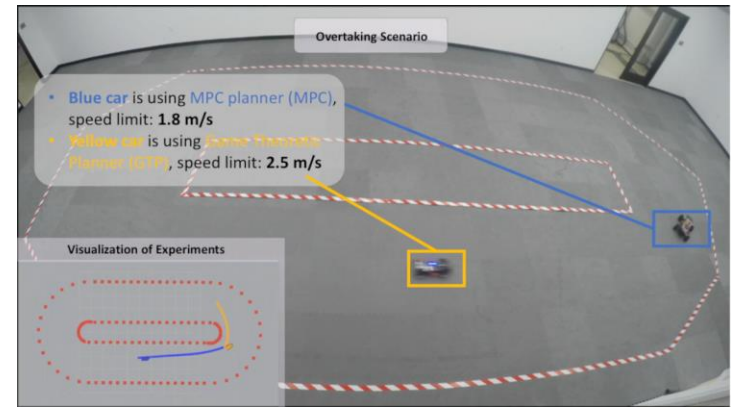 Overtaking Scenario
• Blue car is using MPC planner (MPC),
speed limit: 1.8 m/s
• Yellow car is using Game Theoretic
Planner (GTP), speed limit: 2.5 m/s
Visualization of Experiments